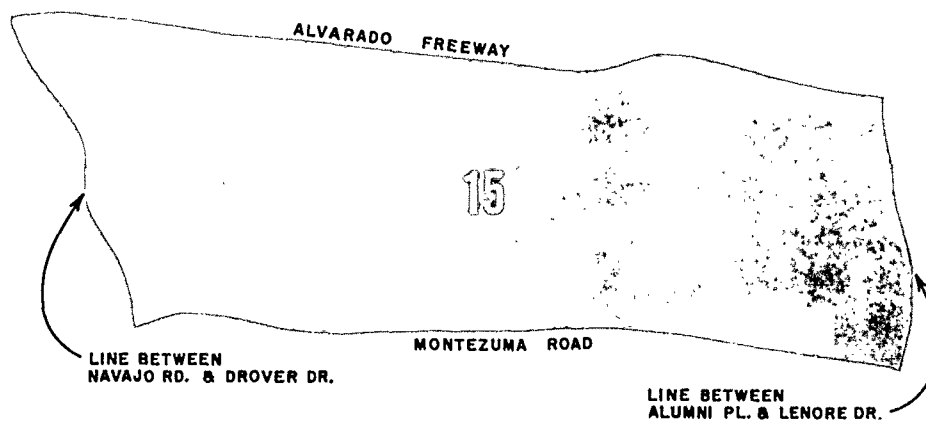 ALVARADO FREEWAY
15
MONTEZUMA ROAD
LINE BETWEEN
NAVAJO RD. & DROVER DR.
LINE BETWEEN
ALUMNI PL. & LENORE DR.